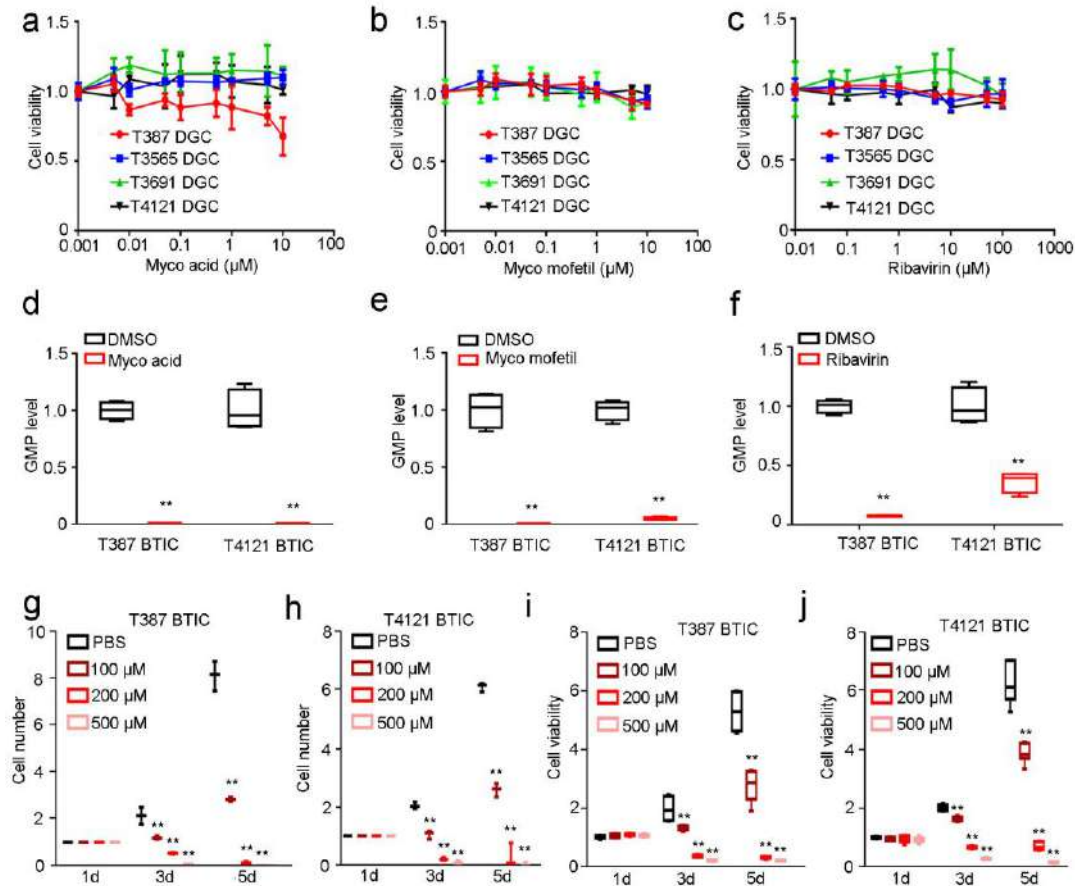 a
1.5
1.0
0.5
0
Cell viability
T387 DGC
T3565 DGC
T3691 DGC
T4121 DGC
0.001 0.01 0.1 1 10 100
Myco acid (µM)
b
1.5
1.0
0.5
0
Cell viability
T387 DGC
T3565 DGC
T3691 DGC
T4121 DGC
0.001 0.01 0.1 1 10 100
Myco mofetil (µM)
c
1.5
1.0
0.5
0
Cell viability
T387 DGC
T3565 DGC
T3691 DGC
T4121 DGC
0.01 0.1 1 10 100 1000
Ribavirin (µM)
d
DMSO
Myco acid
1.5
1.0
0.5
0
GMP level
** **
T387 BTIC T4121 BTIC
e
DMSO
Myco mofetil
1.5
1.0
0.5
0
GMP level
** **
T387 BTIC T4121 BTIC
f
DMSO
Ribavirin
1.5
1.0
0.5
0
GMP level
** **
T387 BTIC T4121 BTIC
g
T387 BTIC
PBS
100 µM
200 µM
500 µM
10
8
6
4
2
0
Cell number
** ** ** ** ** **
1d 3d 5d
h
T4121 BTIC
PBS
100 µM
200 µM
500 µM
8
6
4
2
0
Cell number
** ** ** ** ** **
1d 3d 5d
i
T387 BTIC
PBS
100 µM
200 µM
500 µM
8
6
4
2
0
Cell viability
** ** ** ** ** **
1d 3d 5d
j
T4121 BTIC
PBS
100 µM
200 µM
500 µM
8
6
4
2
0
Cell viability
** ** ** ** ** **
1d 3d 5d